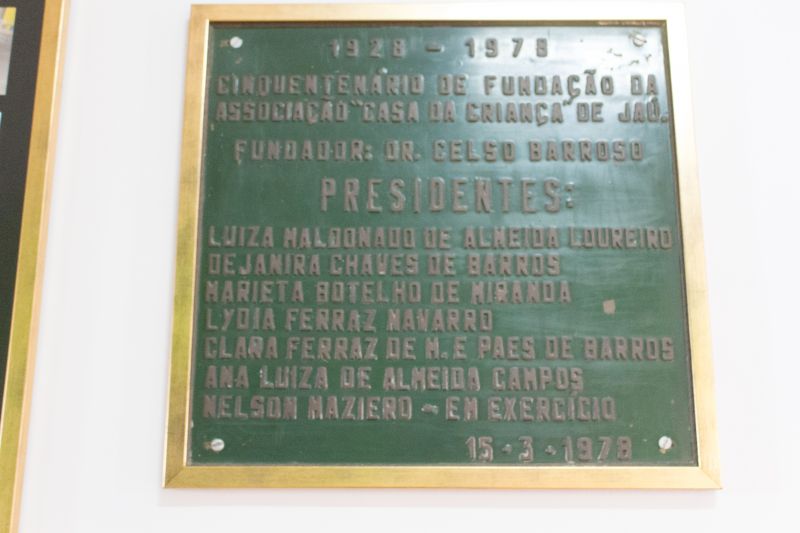 1928 - 1978
CINQUENTENÁRIO DE FUNDAÇÃO DA
ASSOCIAÇÃO "CASA DA CRIANÇA" DE JAÚ.
FUNDADOR: DR. CELSO BARROSO
PRESIDENTES:
LUIZA MALDONADO DE ALMEIDA LOUREIRO
DEJANIRA CHAVES DE BARROS
MARIETA BOTELHO DE MIRANDA
LYDIA FERRAZ NAVARRO
CLARA FERRAZ DE M. E PAES DE BARROS
ANA LUIZA DE ALMEIDA CAMPOS
NELSON MAZIERO - EM EXERCÍCIO
15 - 3 - 1978